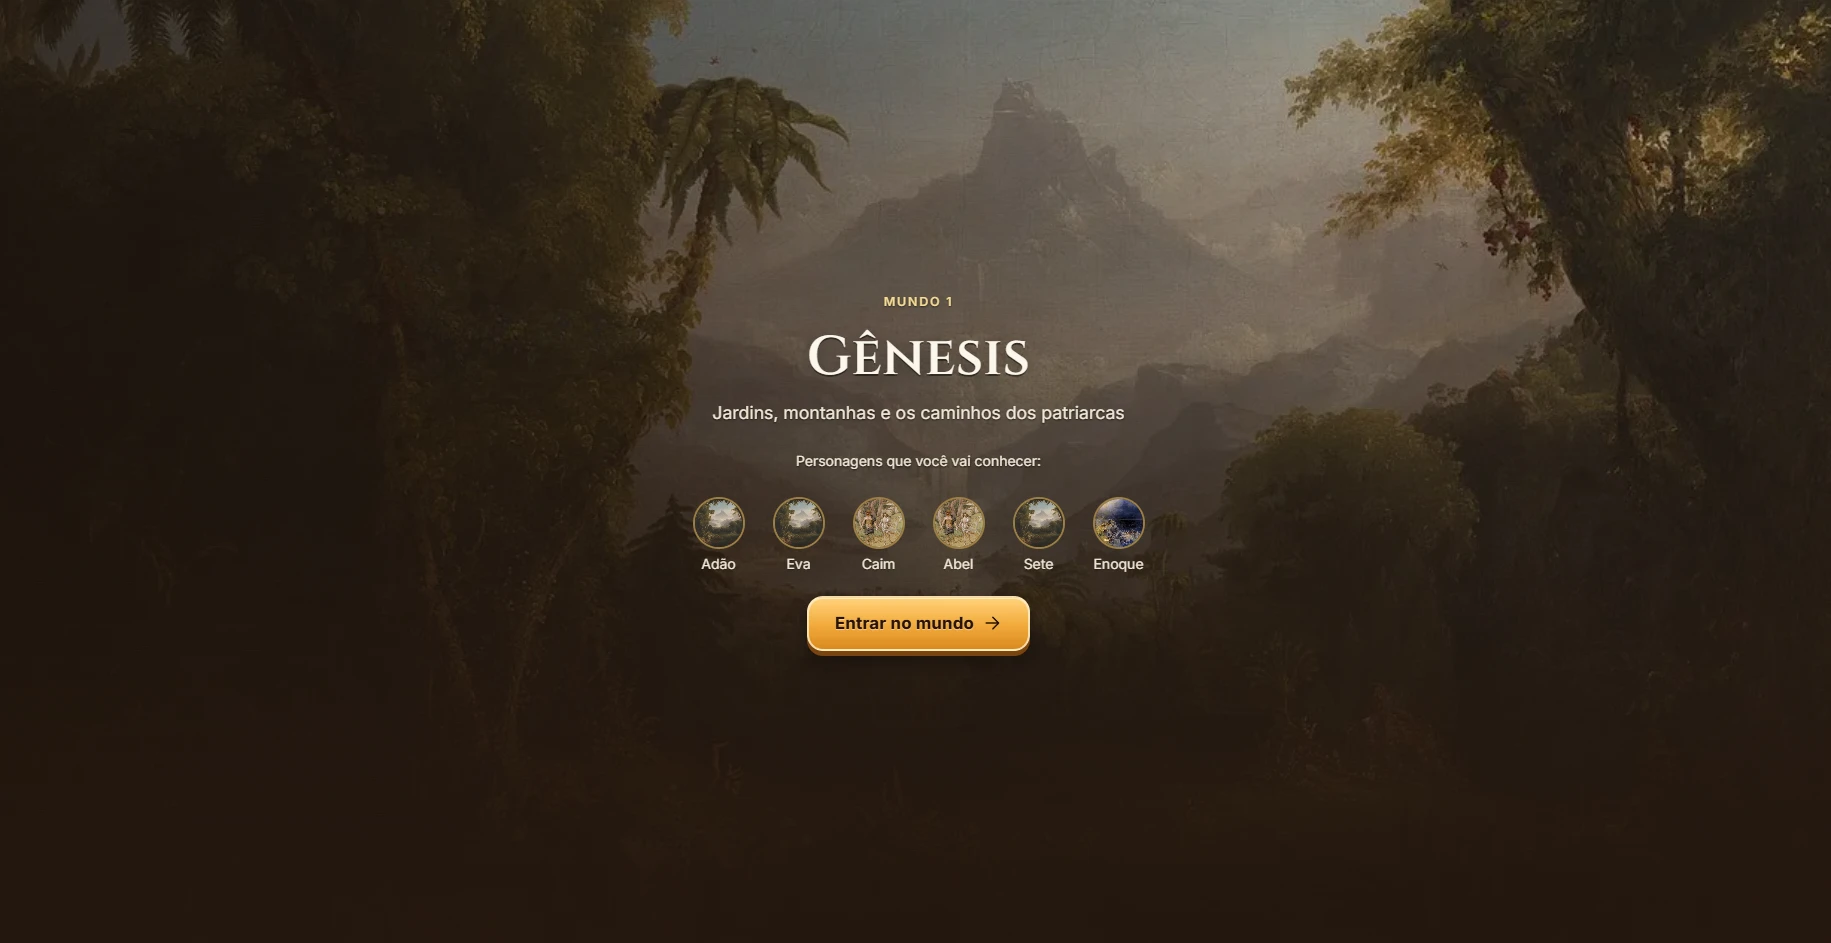 MUNDO 1
Gênesis
Jardins, montanhas e os caminhos dos patriarcas
Personagens que você vai conhecer:
Adão Eva Caim Abel Sete Enoque
Entrar no mundo →